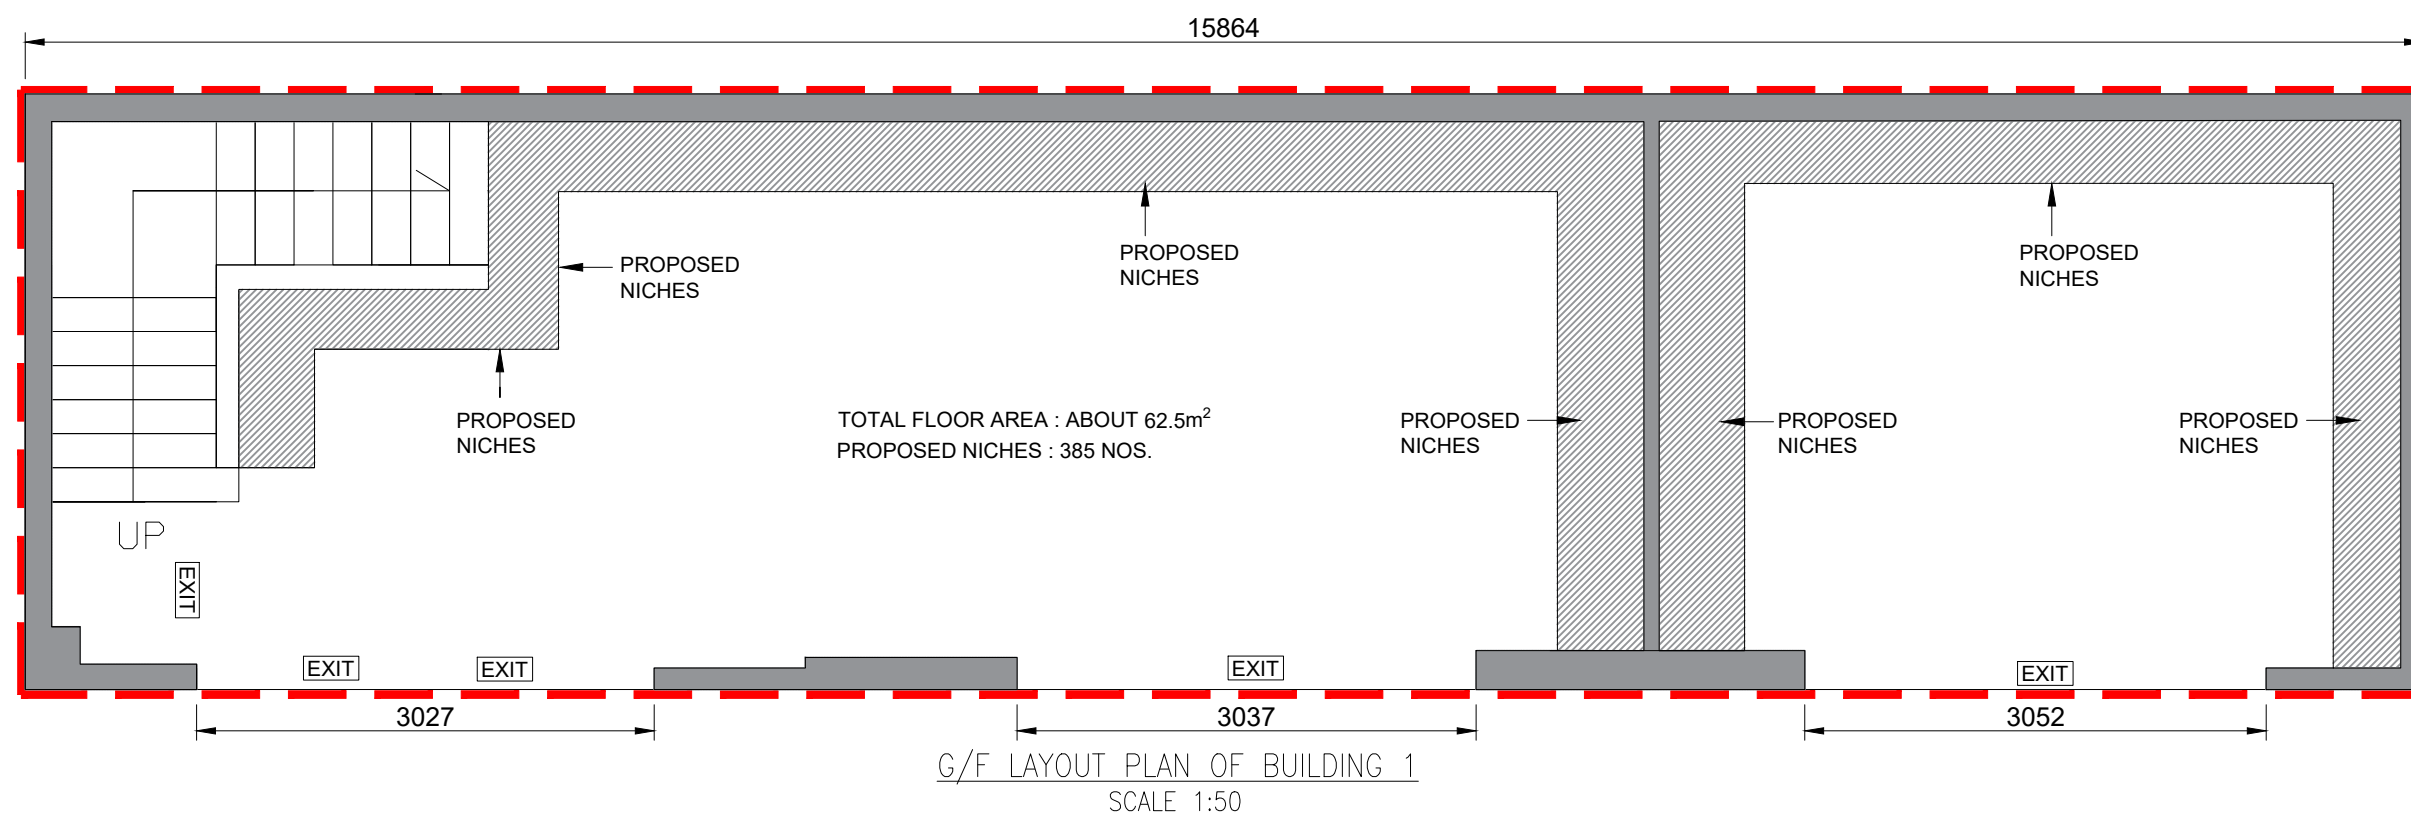 15864
PROPOSED
NICHES
PROPOSED
NICHES
PROPOSED
NICHES
PROPOSED
NICHES
TOTAL FLOOR AREA : ABOUT 62.5m²
PROPOSED NICHES : 385 NOS.
PROPOSED
NICHES
PROPOSED
NICHES
PROPOSED
NICHES
UP
EXIT
EXIT
EXIT
EXIT
EXIT
3027
3037
3052
G/F LAYOUT PLAN OF BUILDING 1
SCALE 1:50